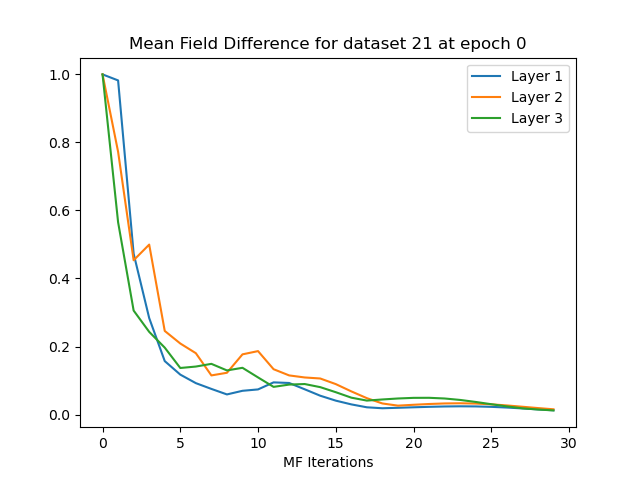 Mean Field Difference for dataset 21 at epoch 0
1.0
0.8
0.6
0.4
0.2
0.0
Layer 1
Layer 2
Layer 3
0 5 10 15 20 25 30
MF Iterations